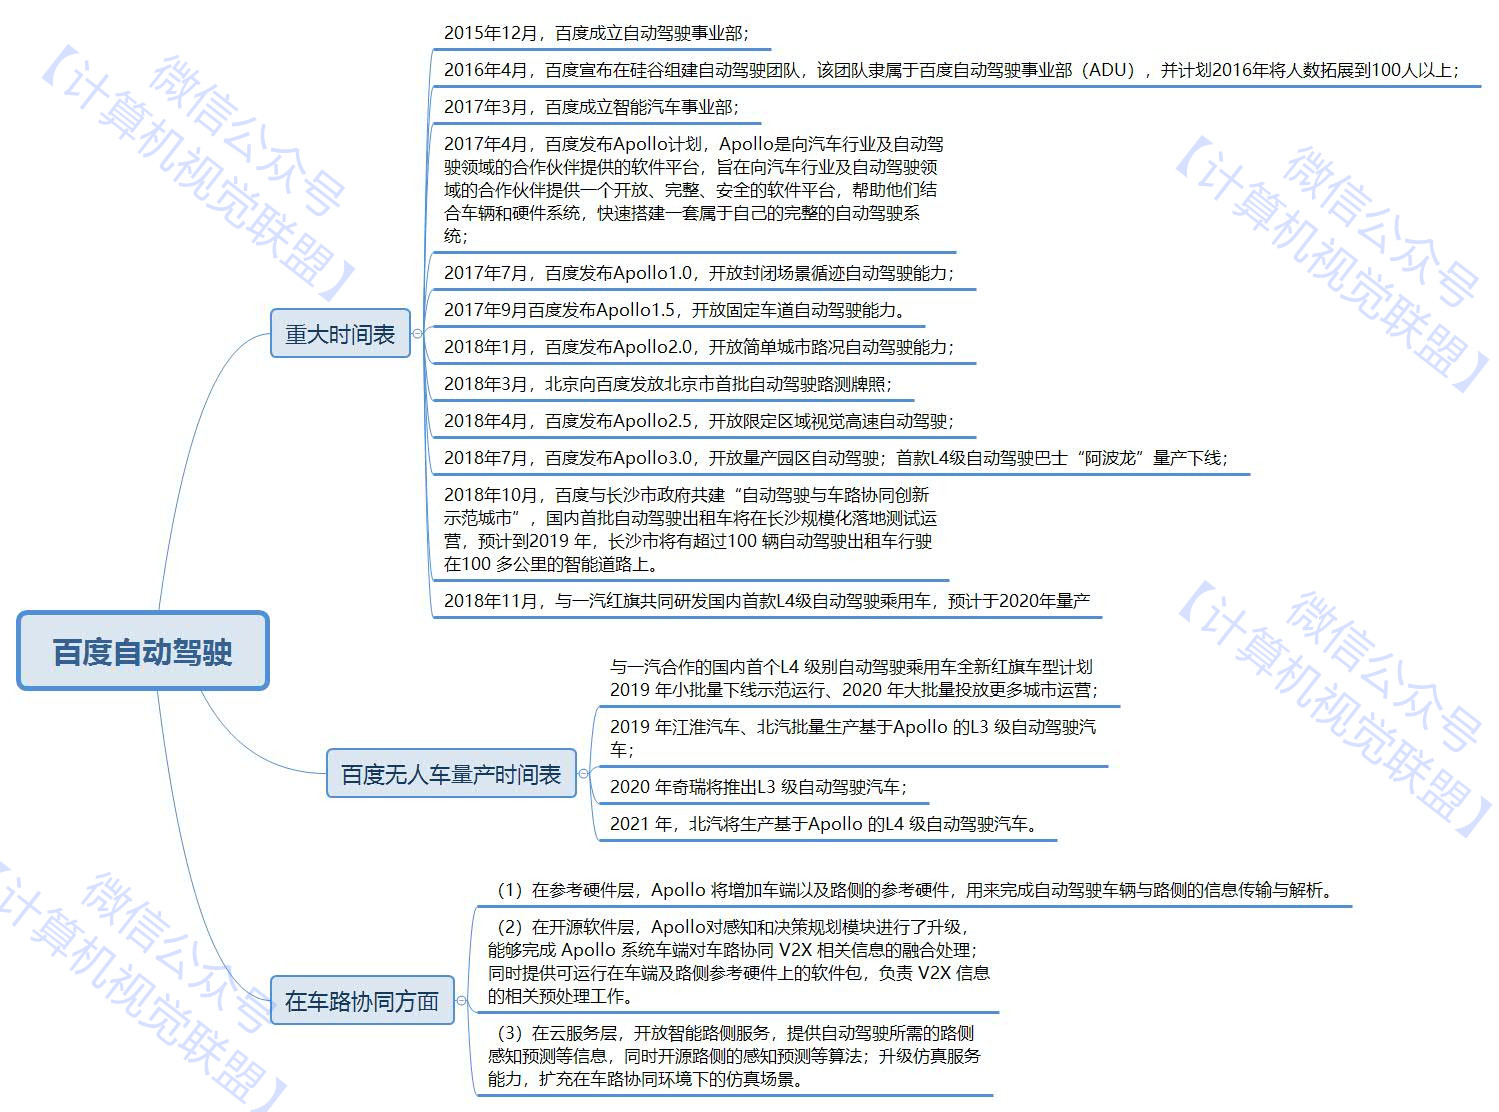 2015年12月，百度成立自动驾驶事业部；
2016年4月，百度宣布在硅谷组建自动驾驶团队，该团队隶属于百度自动驾驶事业部（ADU），并计划2016年将人数拓展到100人以上；
2017年3月，百度成立智能汽车事业部；
2017年4月，百度发布Apollo计划，Apollo是向汽车行业及自动驾
驶领域的合作伙伴提供的软件平台，旨在向汽车行业及自动驾驶领
域的合作伙伴提供一个开放、完整、安全的软件平台，帮助他们结
合车辆和硬件系统，快速搭建一套属于自己的完整的自动驾驶系
统；
2017年7月，百度发布Apollo1.0，开放封闭场景循迹自动驾驶能力；
2017年9月百度发布Apollo1.5，开放固定车道自动驾驶能力。
重大时间表
2018年1月，百度发布Apollo2.0，开放简单城市路况自动驾驶能力；
2018年3月，北京向百度发放北京市首批自动驾驶路测牌照；
2018年4月，百度发布Apollo2.5，开放限定区域视觉高速自动驾驶；
2018年7月，百度发布Apollo3.0，开放量产园区自动驾驶；首款L4级自动驾驶巴士“阿波龙”量产下线；
2018年10月，百度与长沙市政府共建“自动驾驶与车路协同创新
示范城市”，国内首批自动驾驶出租车将在长沙规模化落地测试运
营，预计到2019 年，长沙市将有超过100 辆自动驾驶出租车行驶
在100 多公里的智能道路上。
2018年11月，与一汽红旗共同研发国内首款L4级自动驾驶乘用车，预计于2020年量产
百度自动驾驶
与一汽合作的国内首个L4 级别自动驾驶乘用车全新红旗车型计划
2019 年小批量下线示范运行、2020 年大批量投放更多城市运营；
2019 年江淮汽车、北汽批量生产基于Apollo 的L3 级自动驾驶汽
车；
百度无人车量产时间表
2020 年奇瑞将推出L3 级自动驾驶汽车；
2021 年，北汽将生产基于Apollo 的L4 级自动驾驶汽车。
（1）在参考硬件层，Apollo 将增加车端以及路侧的参考硬件，用来完成自动驾驶车辆与路侧的信息传输与解析。
（2）在开源软件层，Apollo对感知和决策规划模块进行了升级，
能够完成 Apollo 系统车端对车路协同 V2X 相关信息的融合处理；
同时提供可运行在车端及路侧参考硬件上的软件包，负责 V2X 信息
的相关预处理工作。
在车路协同方面
（3）在云服务层，开放智能路侧服务，提供自动驾驶所需的路侧
感知预测等信息，同时开源路侧的感知预测等算法；升级仿真服务
能力，扩充在车路协同环境下的仿真场景。
微信公众号
【计算机视觉联盟】
微信公众号
【计算机视觉联盟】
微信公众号
【计算机视觉联盟】
微信公众号
【计算机视觉联盟】